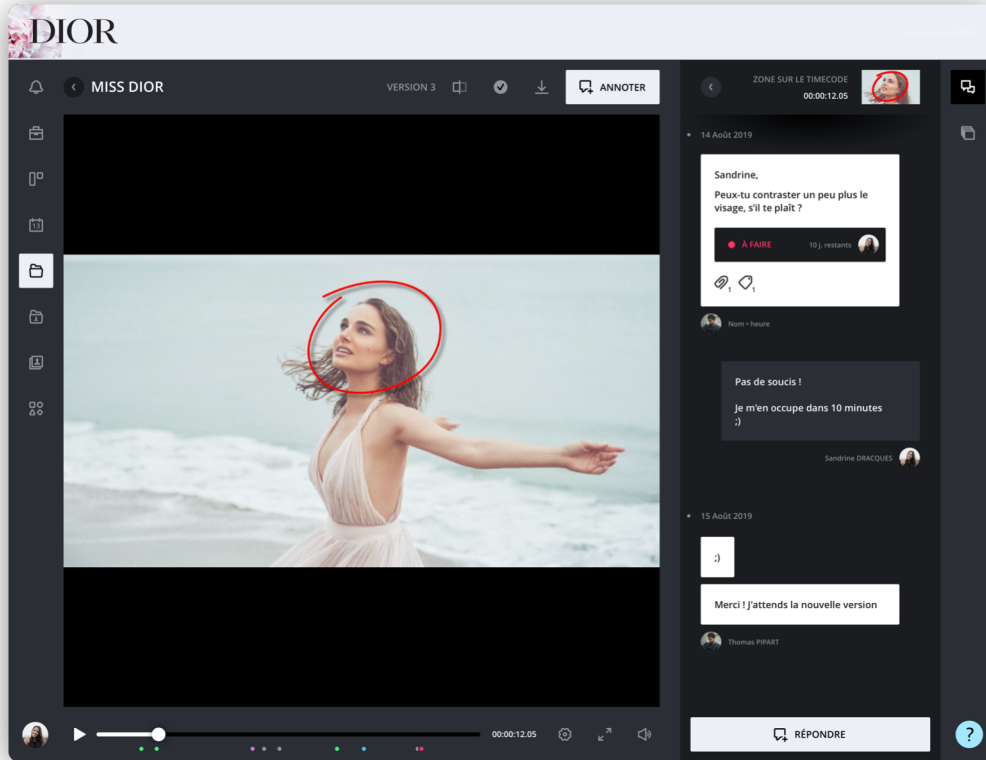 DIOR
MISS DIOR
VERSION 3
ANNOTER
ZONE SUR LE TIMECODE
00:00:12.05
14 Août 2019
Sandrine,
Peux-tu contraster un peu plus le
visage, s'il te plaît ?
À FAIRE
10 j. restants
1
1
Nom • heure
Pas de soucis !
Je m'en occupe dans 10 minutes
;)
Sandrine DRACQUES
15 Août 2019
;)
Merci ! J'attends la nouvelle version
Thomas PIPART
00:00:12.05
RÉPONDRE
?
13